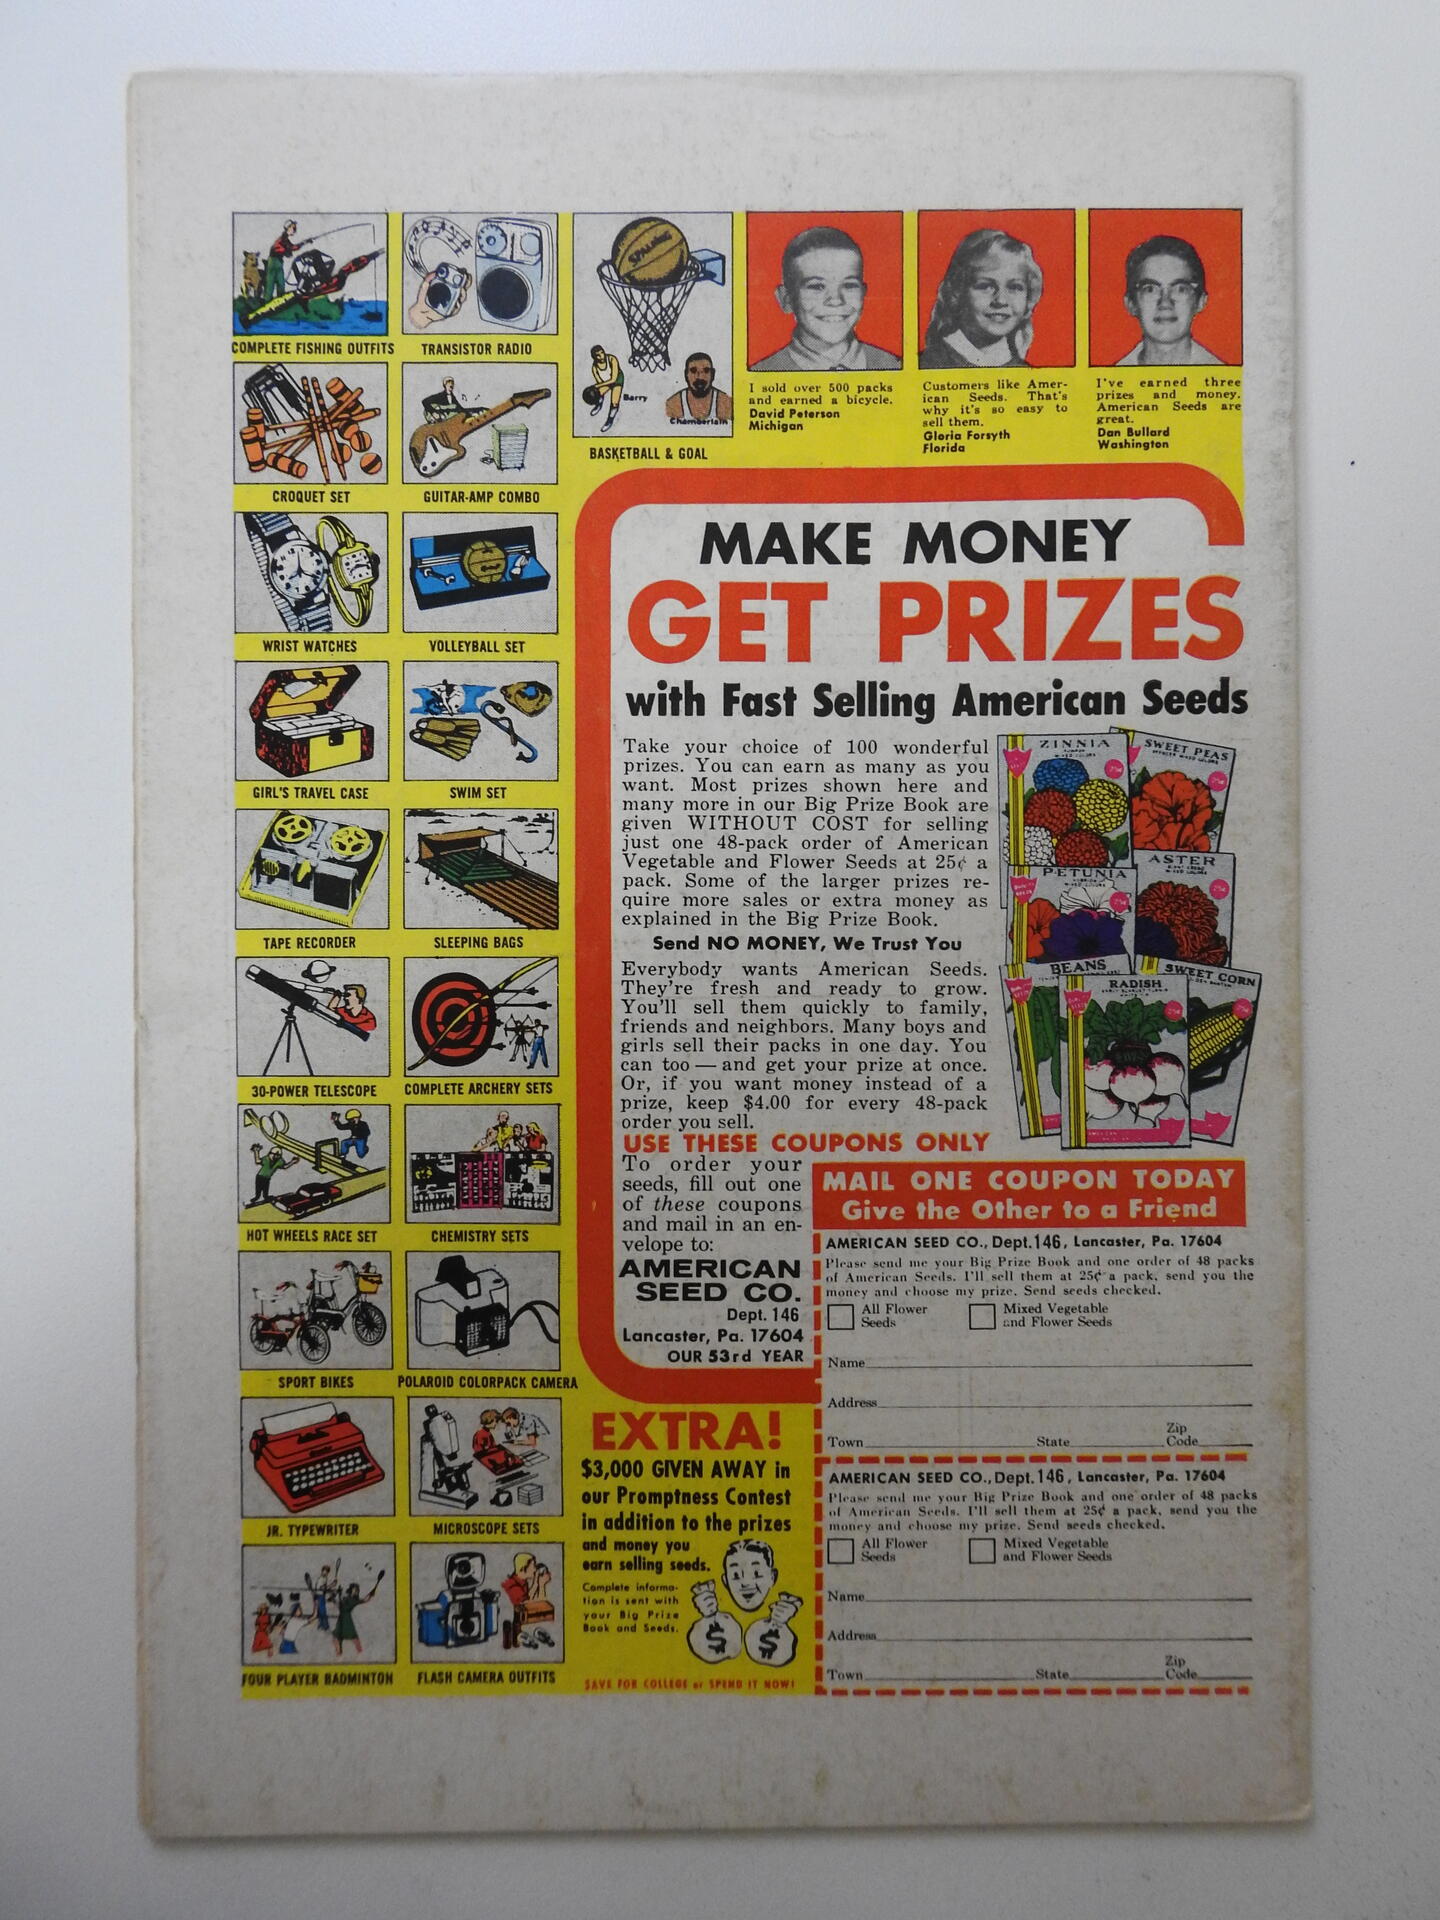 COMPLETE FISHING OUTFITS
TRANSISTOR RADIO
SPALDING
Barry
Chamberlain
BASKETBALL & GOAL
CROQUET SET
GUITAR-AMP COMBO
WRIST WATCHES
VOLLEYBALL SET
GIRL'S TRAVEL CASE
SWIM SET
TAPE RECORDER
SLEEPING BAGS
30-POWER TELESCOPE
COMPLETE ARCHERY SETS
HOT WHEELS RACE SET
CHEMISTRY SETS
SPORT BIKES
POLAROID COLORPACK CAMERA
JR. TYPEWRITER
MICROSCOPE SETS
FOUR PLAYER BADMINTON
FLASH CAMERA OUTFITS
I sold over 500 packs
and earned a bicycle.
David Peterson
Michigan
Customers like Amer-
ican Seeds. That's
why it's so easy to
sell them.
Gloria Forsyth
Florida
I've earned three
prizes and money.
American Seeds are
great.
Dan Bullard
Washington
MAKE MONEY
GET PRIZES
with Fast Selling American Seeds
Take your choice of 100 wonderful
prizes. You can earn as many as you
want. Most prizes shown here and
many more in our Big Prize Book are
given WITHOUT COST for selling
just one 48-pack order of American
Vegetable and Flower Seeds at 25¢ a
pack. Some of the larger prizes re-
quire more sales or extra money as
explained in the Big Prize Book.
Send NO MONEY, We Trust You
Everybody wants American Seeds.
They're fresh and ready to grow.
You'll sell them quickly to family,
friends and neighbors. Many boys and
girls sell their packs in one day. You
can too — and get your prize at once.
Or, if you want money instead of a
prize, keep $4.00 for every 48-pack
order you sell.
ZINNIA
SWEET PEAS
25¢
25¢
PETUNIA
ASTER
25¢
25¢
BEANS
SWEET CORN
RADISH
25¢
25¢
USE THESE COUPONS ONLY
To order your
seeds, fill out one
of these coupons
and mail in an en-
velope to:
AMERICAN
SEED CO.
Dept. 146
Lancaster, Pa. 17604
OUR 53rd YEAR
MAIL ONE COUPON TODAY
Give the Other to a Friend
AMERICAN SEED CO., Dept. 146, Lancaster, Pa. 17604
Please send me your Big Prize Book and one order of 48 packs
of American Seeds. I'll sell them at 25¢ a pack, send you the
money and choose my prize. Send seeds checked.
All Flower
Seeds
Mixed Vegetable
and Flower Seeds
Name
Address
Town State Zip Code
AMERICAN SEED CO., Dept. 146, Lancaster, Pa. 17604
Please send me your Big Prize Book and one order of 48 packs
of American Seeds. I'll sell them at 25¢ a pack, send you the
money and choose my prize. Send seeds checked.
All Flower
Seeds
Mixed Vegetable
and Flower Seeds
Name
Address
Town State Zip Code
EXTRA!
$3,000 GIVEN AWAY in
our Promptness Contest
in addition to the prizes
and money you
earn selling seeds.
Complete informa-
tion is sent with
your Big Prize
Book and Seeds.
$ $
SAVE FOR COLLEGE or SPEND IT NOW!